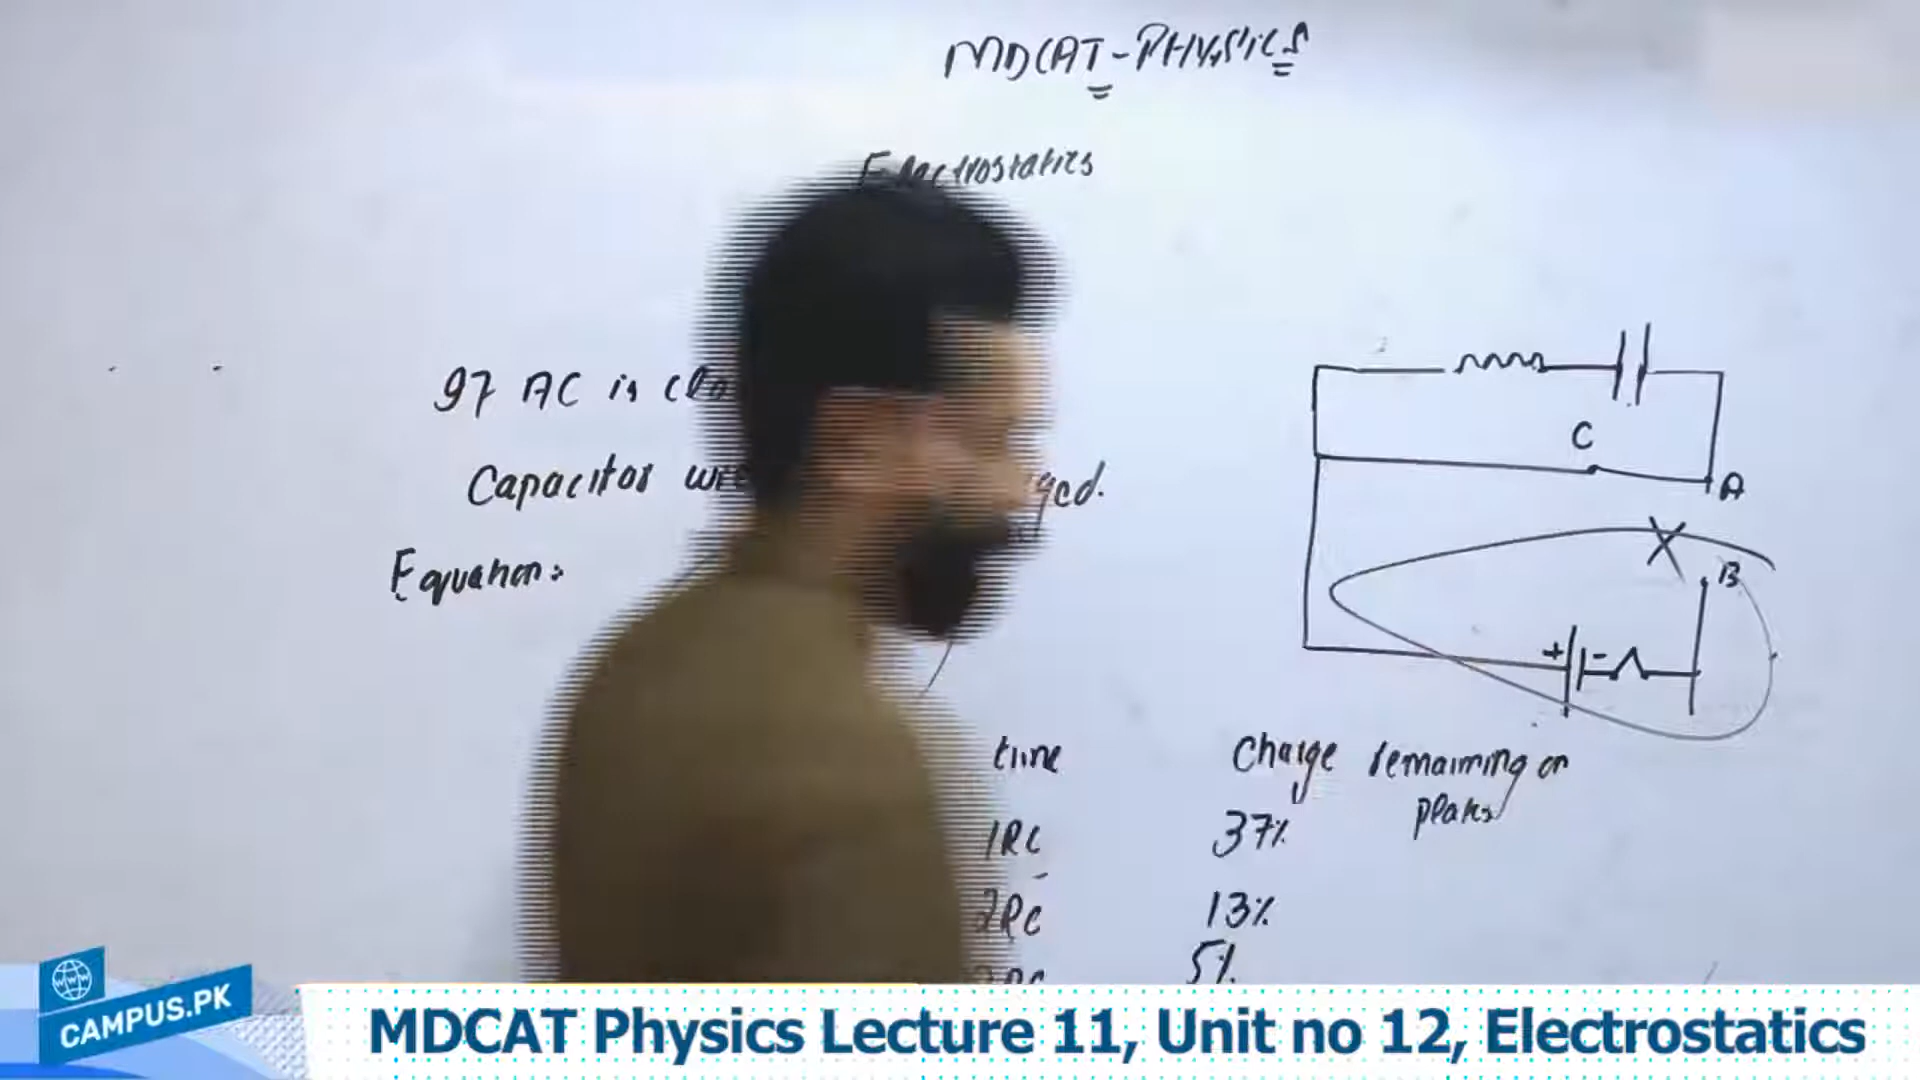 MDCAT-PHYSICS
Electrostatics
AC is
Capacitor
Equation:
C
A
B
+ -
time Charge remaining on
plates
1RC 37%
2RC 13%
5%
www
CAMPUS.PK
MDCAT Physics Lecture 11, Unit no 12, Electrostatics